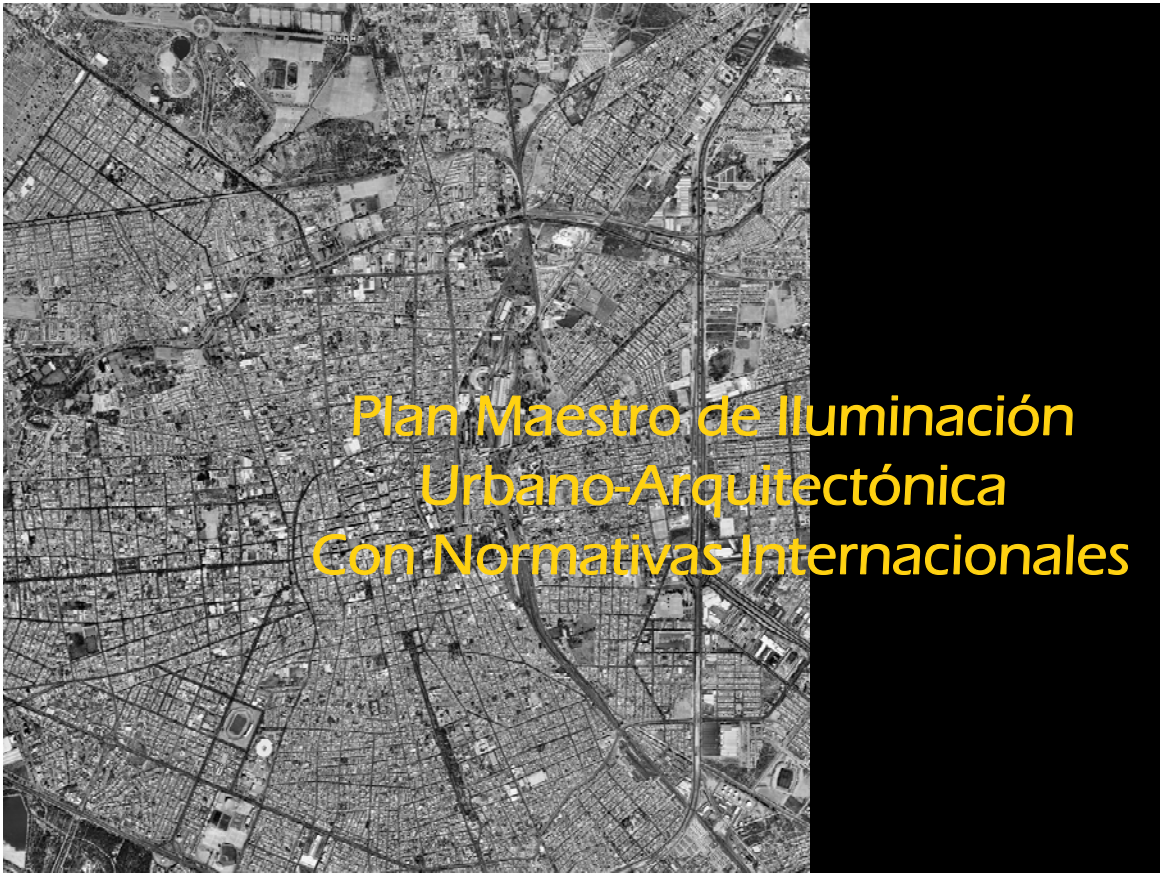 Plan Maestro de Iluminación
Urbano-Arquitectónica
Con Normativas Internacionales